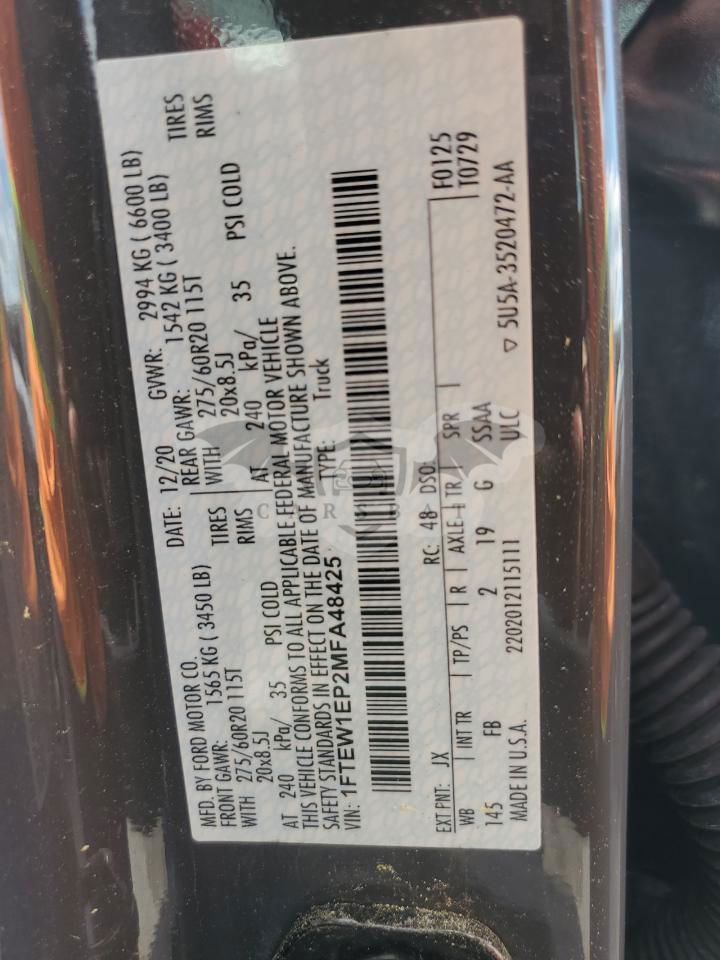 MFD. BY FORD MOTOR CO.
DATE: 12/20
GVWR: 2994 KG ( 6600 LB)
FRONT GAWR: 1565 KG ( 3450 LB)
REAR GAWR: 1542 KG ( 3400 LB)
WITH 275/60R20 115T TIRES
WITH 275/60R20 115T TIRES
20x8.5J RIMS
20x8.5J RIMS
AT 240 kPa/ 35 PSI COLD
AT 240 kPa/ 35 PSI COLD
THIS VEHICLE CONFORMS TO ALL APPLICABLE FEDERAL MOTOR VEHICLE
SAFETY STANDARDS IN EFFECT ON THE DATE OF MANUFACTURE SHOWN ABOVE.
VIN: 1FTEW1EP2MFA48425 TYPE: Truck
EXT PNT: JX RC: 48 DSO: F0125
T0729
WB INT TR TP/PS R AXLE TR SPR
145 FB 2 19 G SSAA
MADE IN U.S.A. 2202012115111 ULC
5U5A-3520472-AA